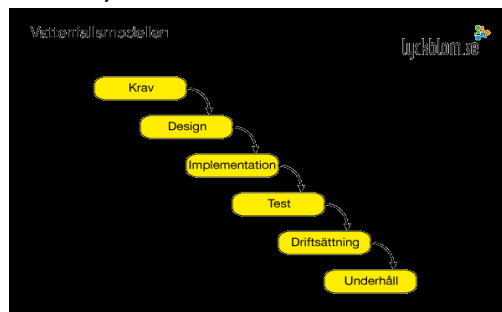 Vattenfallsmodellen
lyckblom.se
Krav
Design
Implementation
Test
Driftsättning
Underhåll